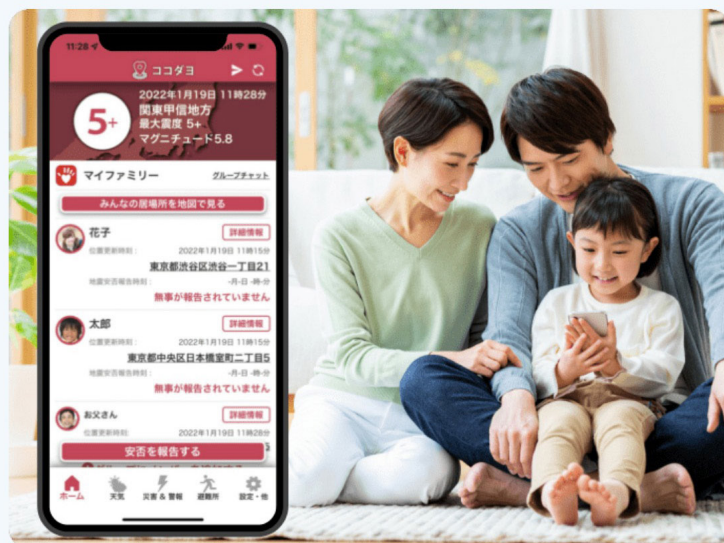 11:28
ココダヨ
5+
2022年1月19日 11時28分
関東甲信地方
最大震度 5+
マグニチュード5.8
マイファミリー
グループチャット
みんなの居場所を地図で見る
花子
詳細情報
位置更新時刻: 2022年1月19日 11時15分
東京都渋谷区渋谷一丁目21
地震安否報告時刻: -月-日 -時-分
無事が報告されていません
太郎
詳細情報
位置更新時刻: 2022年1月19日 11時15分
東京都中央区日本橋室町二丁目5
地震安否報告時刻: -月-日 -時-分
無事が報告されていません
お父さん
詳細情報
位置更新時刻: 2022年1月19日 11時28分
安否を報告する
ホーム
天気
災害 & 警報
避難所
設定・他